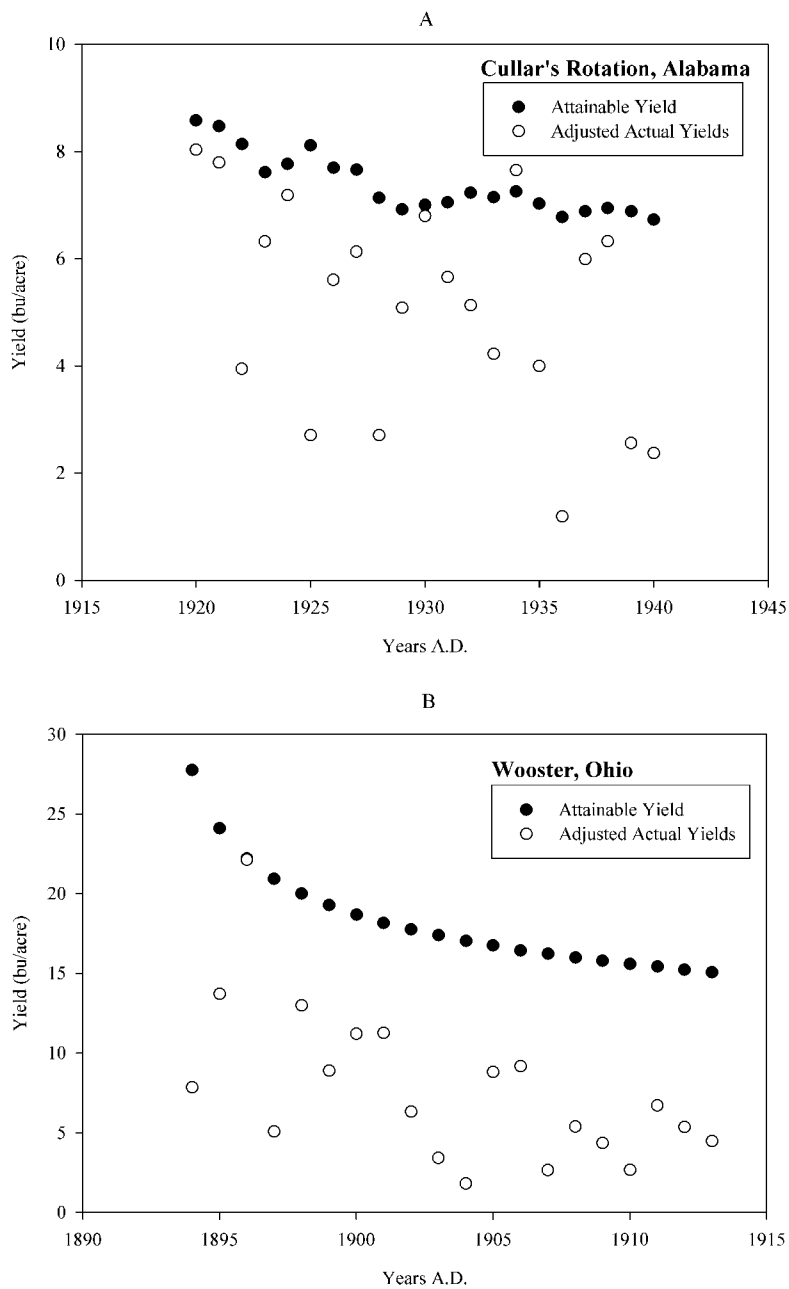 A
Cullar's Rotation, Alabama
Attainable Yield
Adjusted Actual Yields
Yield (bu/acre)
10
8
6
4
2
0
1915 1920 1925 1930 1935 1940 1945
Years A.D.
B
Wooster, Ohio
Attainable Yield
Adjusted Actual Yields
Yield (bu/acre)
30
25
20
15
10
5
0
1890 1895 1900 1905 1910 1915
Years A.D.